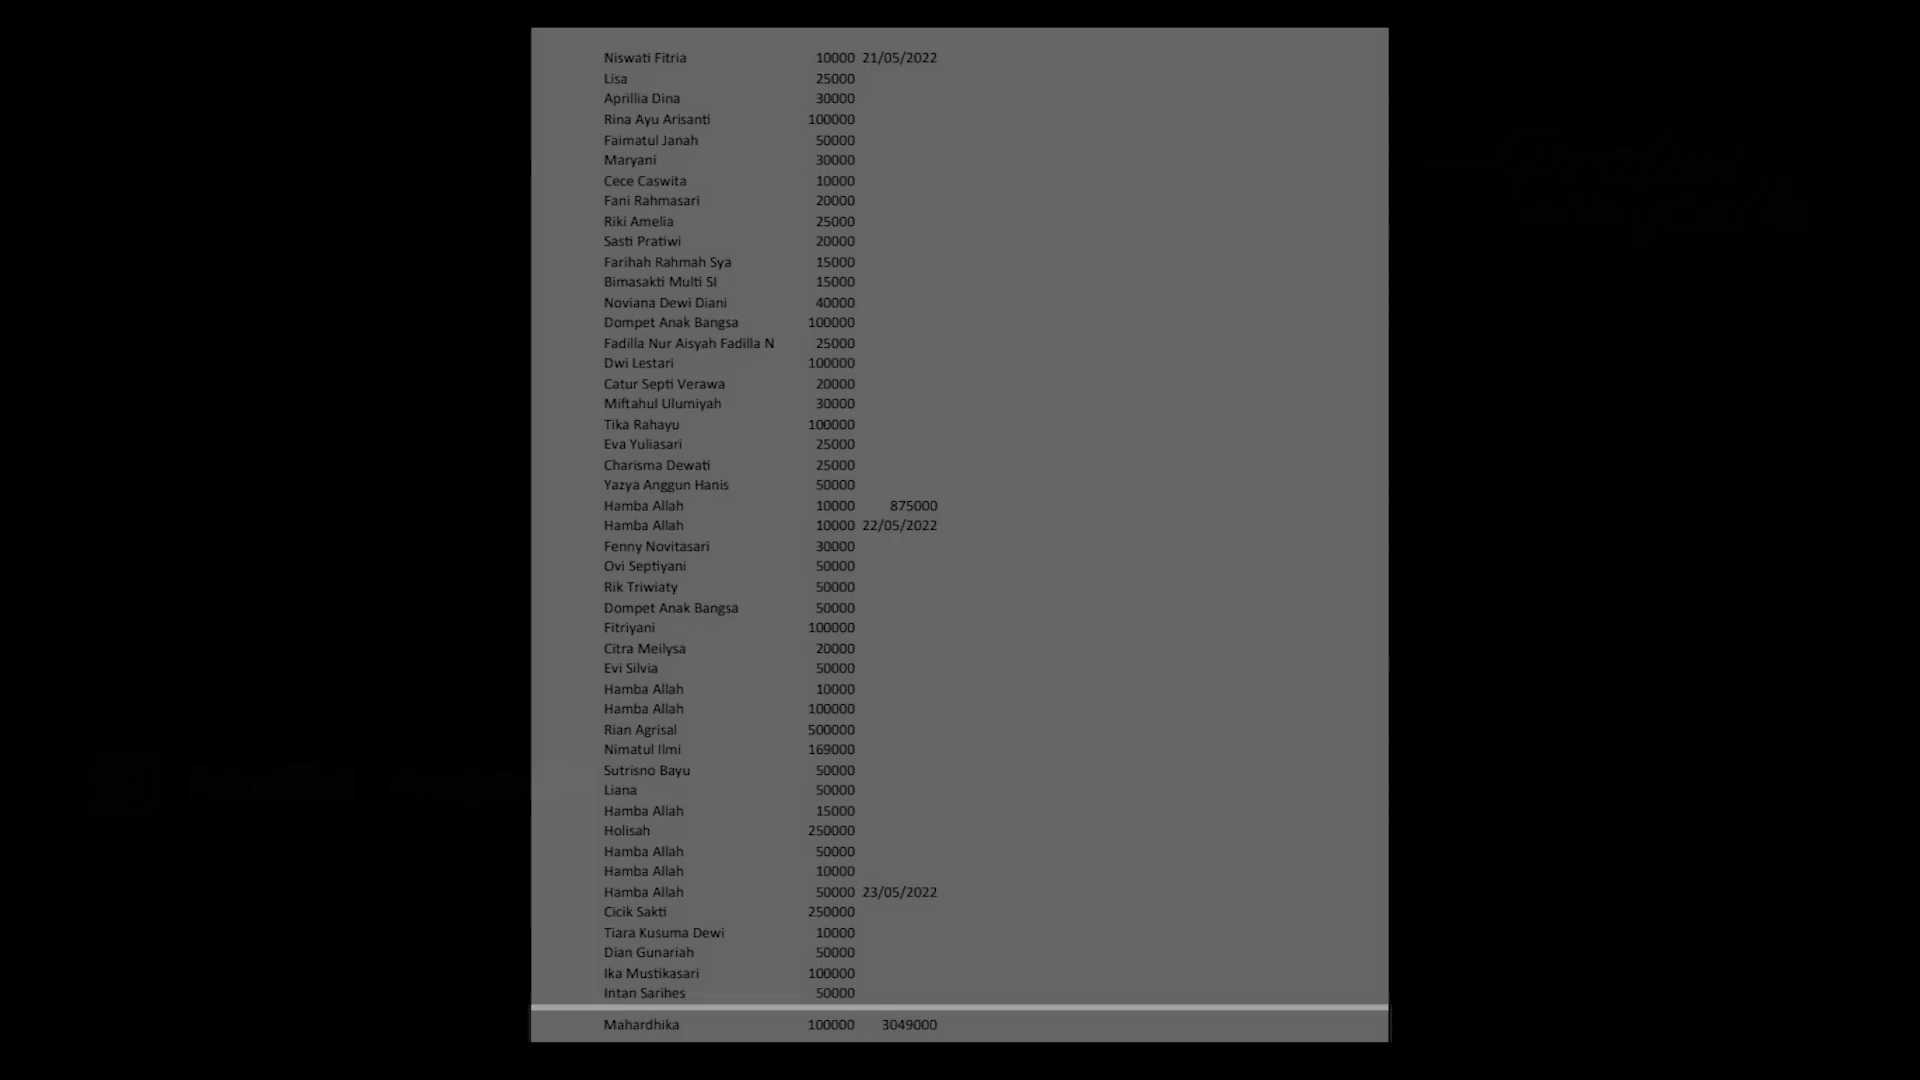 Niswati Fitria 10000 21/05/2022
Lisa 25000
Aprillia Dina 30000
Rina Ayu Arisanti 100000
Faimatul Janah 50000
Maryani 30000
Cece Caswita 10000
Fani Rahmasari 20000
Riki Amelia 25000
Sasti Pratiwi 20000
Farihah Rahmah Sya 15000
Bimasakti Multi SI 15000
Noviana Dewi Diani 40000
Dompet Anak Bangsa 100000
Fadilla Nur Aisyah Fadilla N 25000
Dwi Lestari 100000
Catur Septi Verawa 20000
Miftahul Ulumiyah 30000
Tika Rahayu 100000
Eva Yuliasari 25000
Charisma Dewati 25000
Yazya Anggun Hanis 50000
Hamba Allah 10000 875000
Hamba Allah 10000 22/05/2022
Fenny Novitasari 30000
Ovi Septiyani 50000
Rik Triwiaty 50000
Dompet Anak Bangsa 50000
Fitriyani 100000
Citra Meilysa 20000
Evi Silvia 50000
Hamba Allah 10000
Hamba Allah 100000
Rian Agrisal 500000
Nimatul Ilmi 169000
Sutrisno Bayu 50000
Liana 50000
Hamba Allah 15000
Holisah 250000
Hamba Allah 50000
Hamba Allah 10000
Hamba Allah 50000 23/05/2022
Cicik Sakti 250000
Tiara Kusuma Dewi 10000
Dian Gunariah 50000
Ika Mustikasari 100000
Intan Sarihes 50000
Mahardhika 100000 3049000